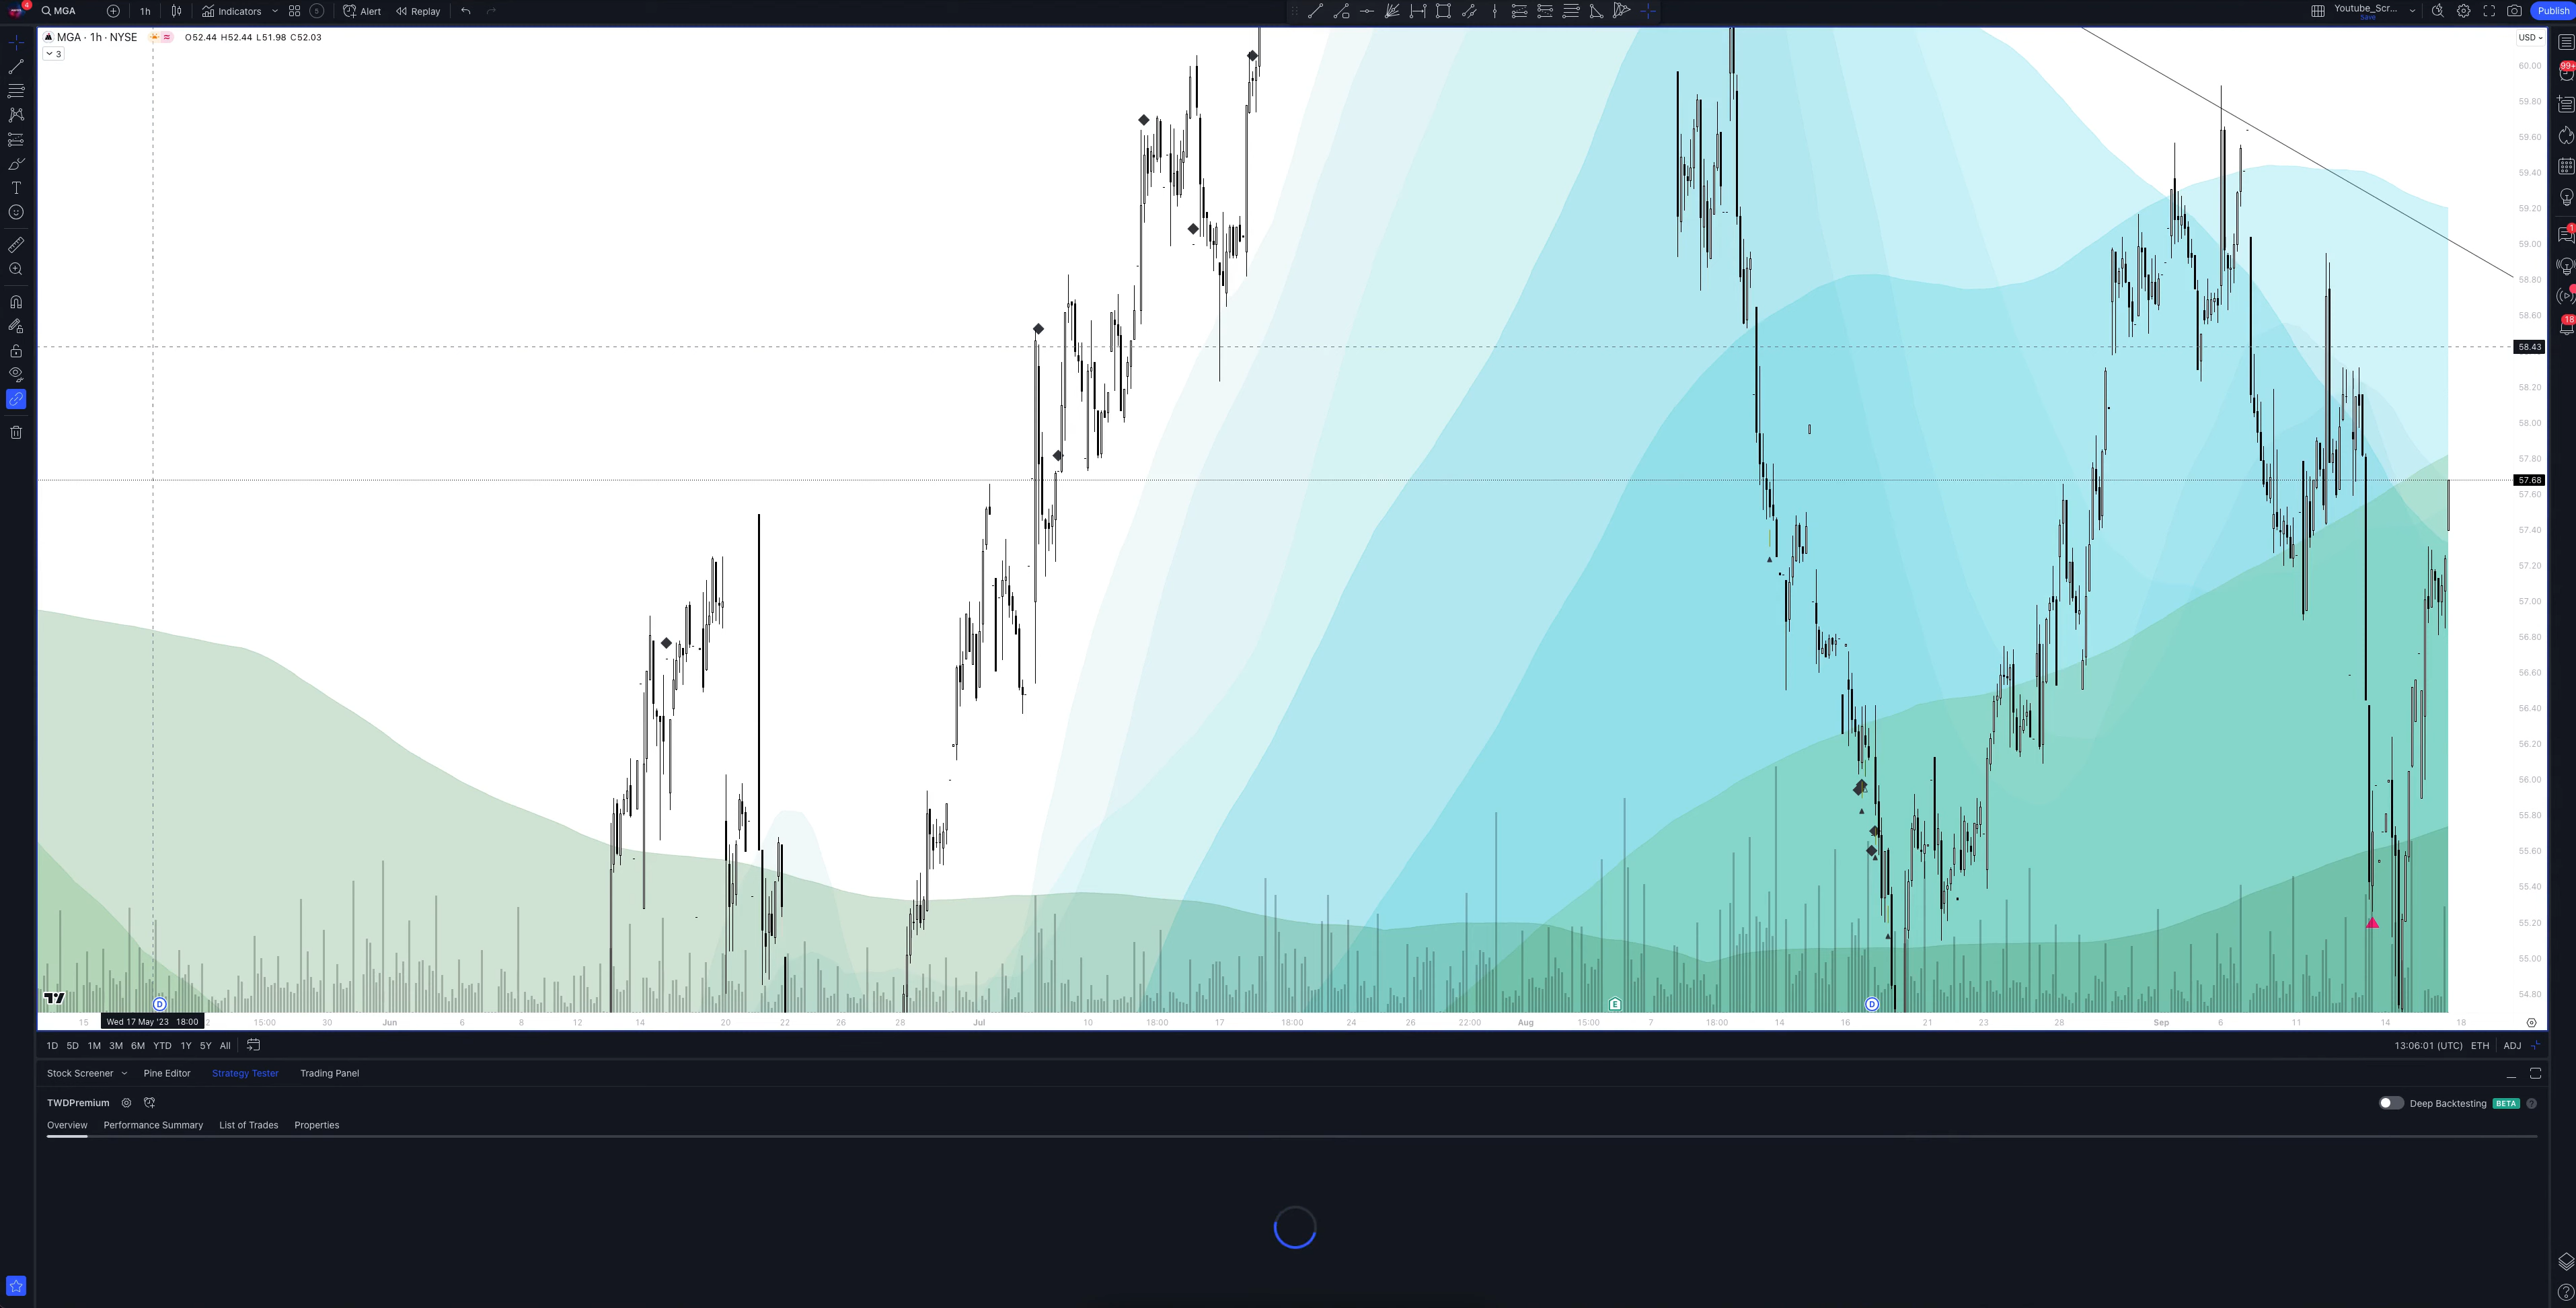 4
MGA
1h
Indicators
5
Alert
Replay
Youtube_Scr...
Save
Publish
MGA · 1h · NYSE O52.44 H52.44 L51.98 C52.03
3
USD
60.00
59.80
59.60
59.40
59.20
59.00
58.80
58.60
58.43
58.20
58.00
57.80
57.68
57.60
57.40
57.20
57.00
56.80
56.60
56.40
56.20
56.00
55.80
55.60
55.40
55.20
55.00
54.80
99+
1
18
D E D
15 Wed 17 May '23 18:00 2 15:00 30 Jun 6 8 12 14 20 22 26 28 Jul 10 18:00 17 18:00 24 26 22:00 Aug 15:00 7 18:00 14 16 21 23 28 Sep 6 11 14 18
1D 5D 1M 3M 6M YTD 1Y 5Y All
13:06:01 (UTC) ETH ADJ
Stock Screener Pine Editor Strategy Tester Trading Panel
TWDPremium
Deep Backtesting BETA
Overview Performance Summary List of Trades Properties